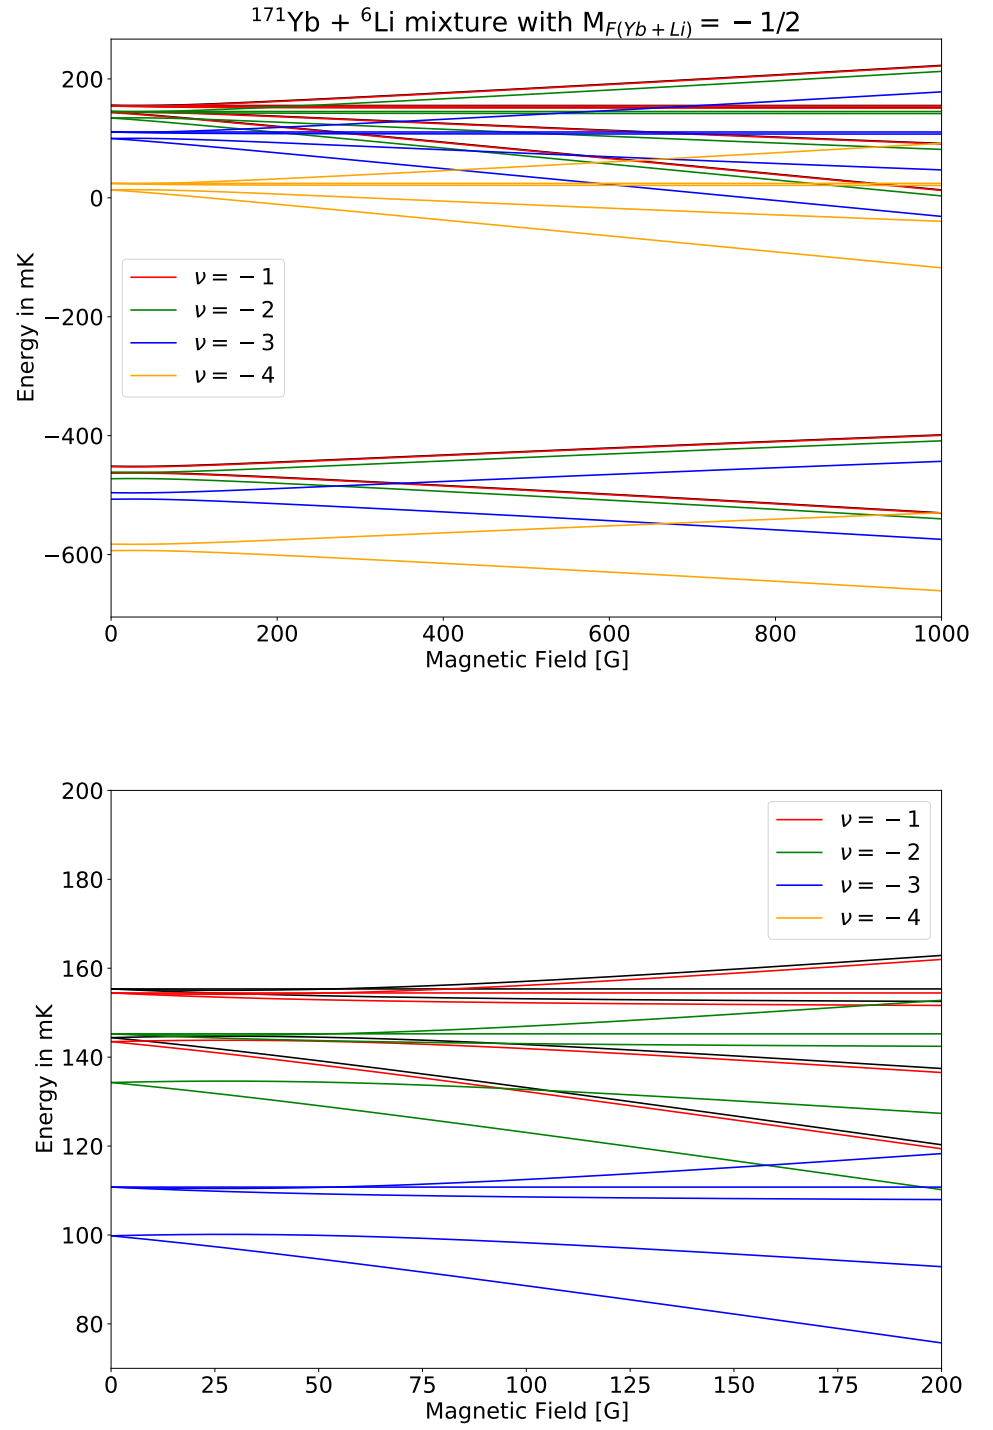 ¹⁷¹Yb + ⁶Li mixture with M_F(Yb+Li) = − 1/2
200
0
−200
−400
−600
Energy in mK
ν = − 1
ν = − 2
ν = − 3
ν = − 4
0 200 400 600 800 1000
Magnetic Field [G]
200
180
160
140
120
100
80
Energy in mK
ν = − 1
ν = − 2
ν = − 3
ν = − 4
0 25 50 75 100 125 150 175 200
Magnetic Field [G]